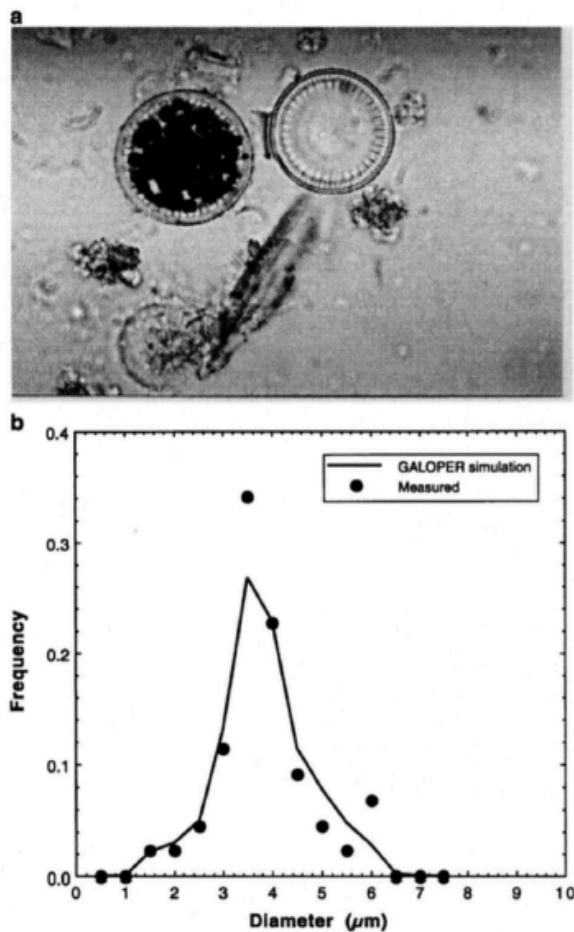 a
b
0.4
0.3
0.2
0.1
0.0
Frequency
GALOPER simulation
Measured
0 1 2 3 4 5 6 7 8 9 10
Diameter (μm)